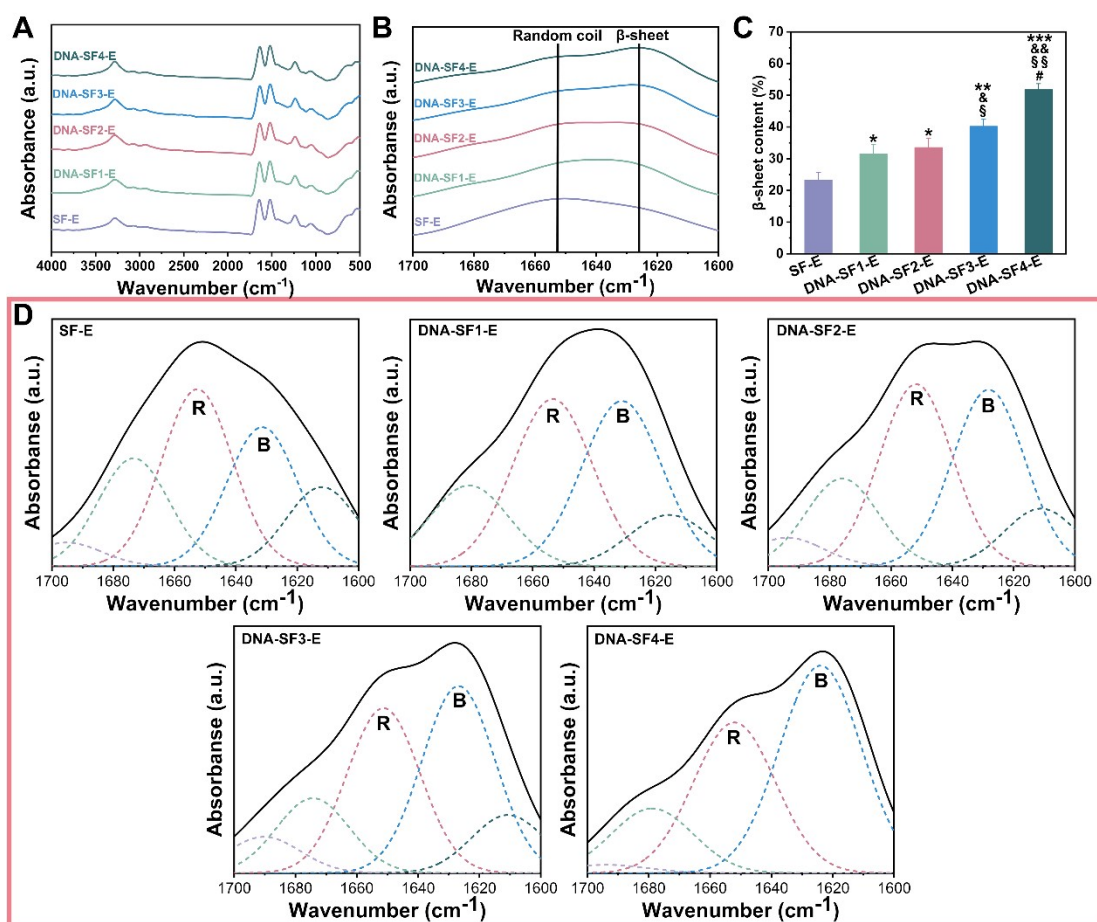 A
Absorbance (a.u.)
DNA-SF4-E
DNA-SF3-E
DNA-SF2-E
DNA-SF1-E
SF-E
4000 3500 3000 2500 2000 1500 1000 500
Wavenumber (cm-1)
B
Absorbanse (a.u.)
Random coil β-sheet
DNA-SF4-E
DNA-SF3-E
DNA-SF2-E
DNA-SF1-E
SF-E
1700 1680 1660 1640 1620 1600
Wavenumber (cm-1)
C
β-sheet content (%)
70
60
50
40
30
20
10
0
*
*
**
&
§
***
&&
§§
#
SF-E
DNA-SF1-E
DNA-SF2-E
DNA-SF3-E
DNA-SF4-E
D
SF-E
Absorbanse (a.u.)
R
B
1700 1680 1660 1640 1620 1600
Wavenumber (cm-1)
DNA-SF1-E
Absorbanse (a.u.)
R
B
1700 1680 1660 1640 1620 1600
Wavenumber (cm-1)
DNA-SF2-E
Absorbanse (a.u.)
R
B
1700 1680 1660 1640 1620 1600
Wavenumber (cm-1)
DNA-SF3-E
Absorbanse (a.u.)
R
B
1700 1680 1660 1640 1620 1600
Wavenumber (cm-1)
DNA-SF4-E
Absorbanse (a.u.)
R
B
1700 1680 1660 1640 1620 1600
Wavenumber (cm-1)